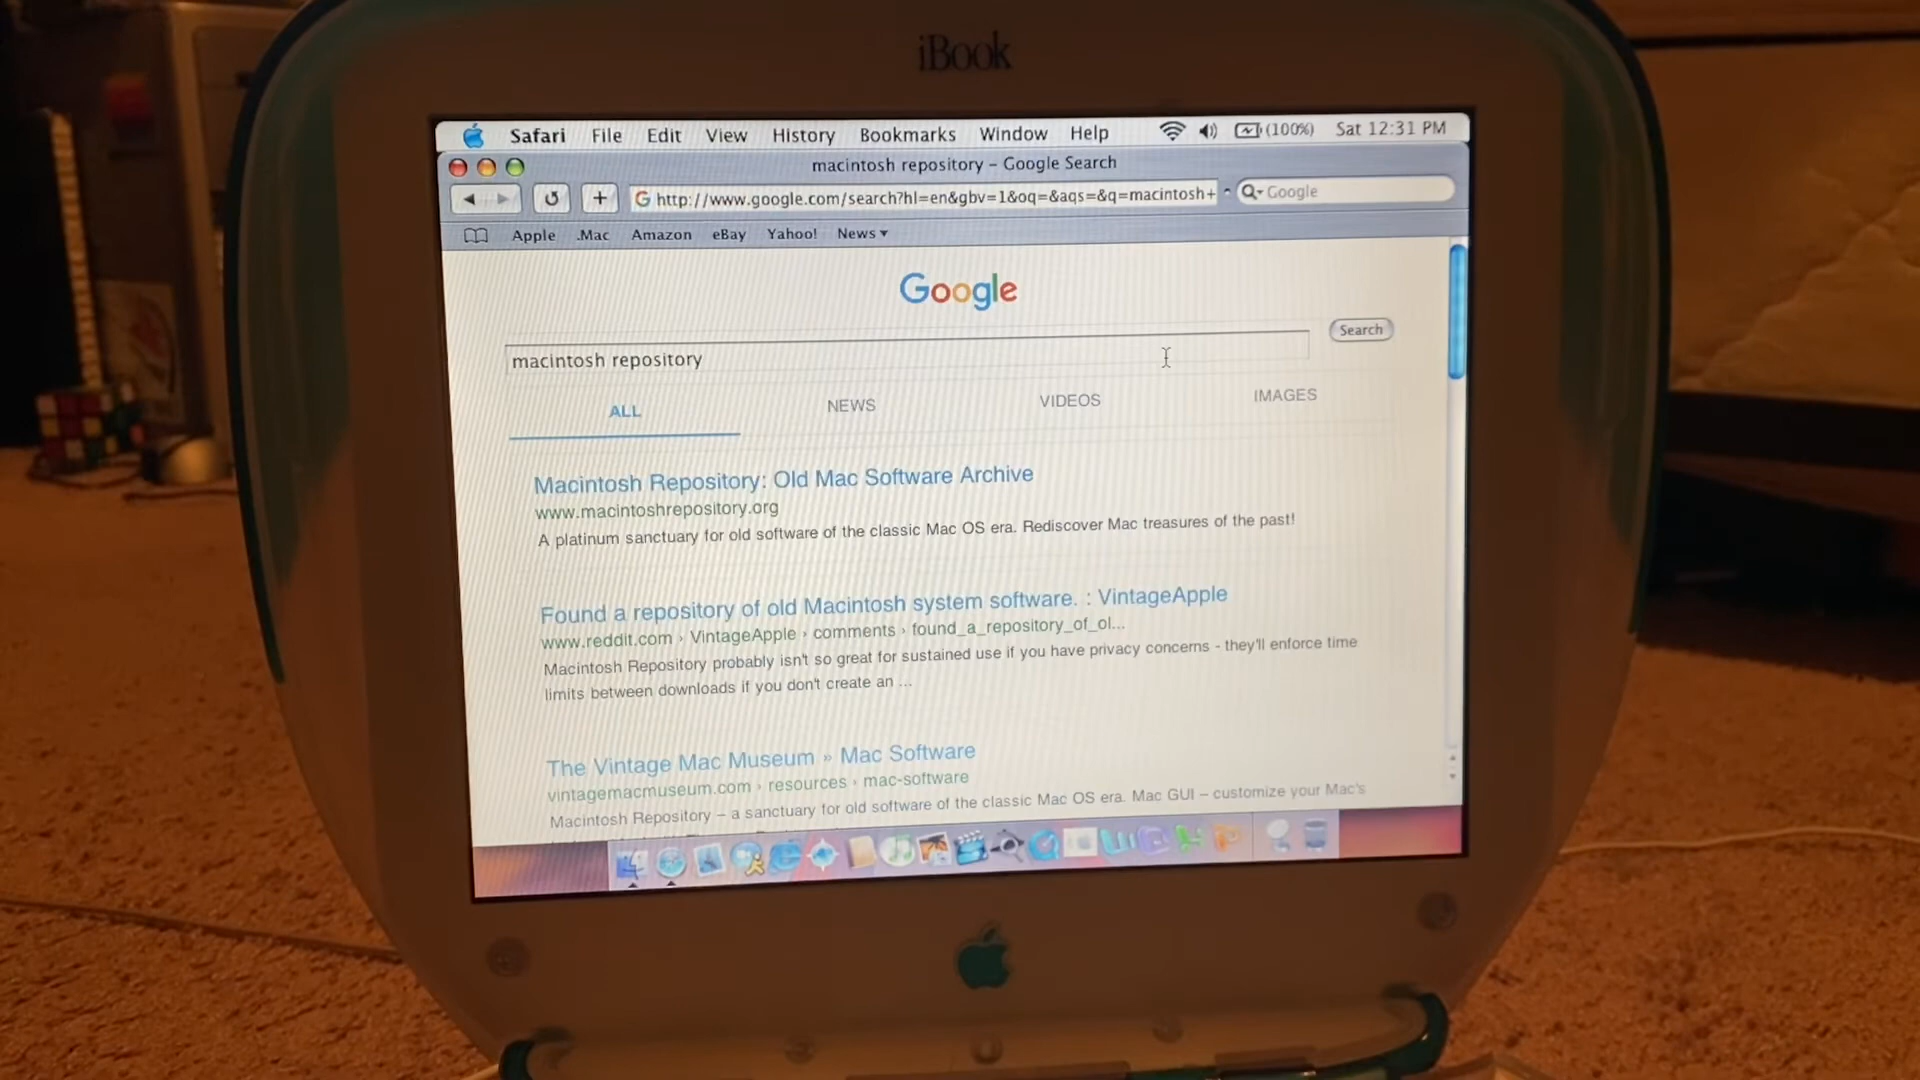 iBook
Safari File Edit View History Bookmarks Window Help (100%) Sat 12:31 PM
macintosh repository – Google Search
http://www.google.com/search?hl=en&gbv=1&oq=&aqs=&q=macintosh+ Google
Apple .Mac Amazon eBay Yahoo! News
Google
macintosh repository Search
ALL NEWS VIDEOS IMAGES
Macintosh Repository: Old Mac Software Archive
www.macintoshrepository.org
A platinum sanctuary for old software of the classic Mac OS era. Rediscover Mac treasures of the past!
Found a repository of old Macintosh system software. : VintageApple
www.reddit.com › VintageApple › comments › found_a_repository_of_ol...
Macintosh Repository probably isn't so great for sustained use if you have privacy concerns - they'll enforce time
limits between downloads if you don't create an ...
The Vintage Mac Museum » Mac Software
vintagemacmuseum.com › resources › mac-software
Macintosh Repository – a sanctuary for old software of the classic Mac OS era. Mac GUI – customize your Mac's